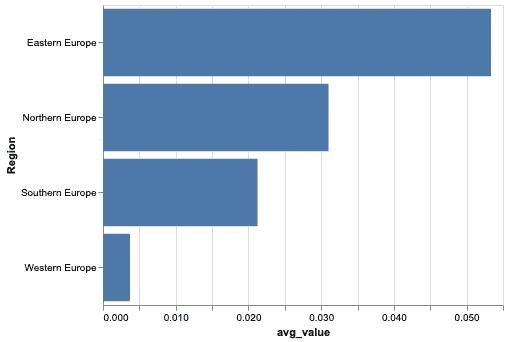 Region
Eastern Europe
Northern Europe
Southern Europe
Western Europe
0.000 0.010 0.020 0.030 0.040 0.050
avg_value